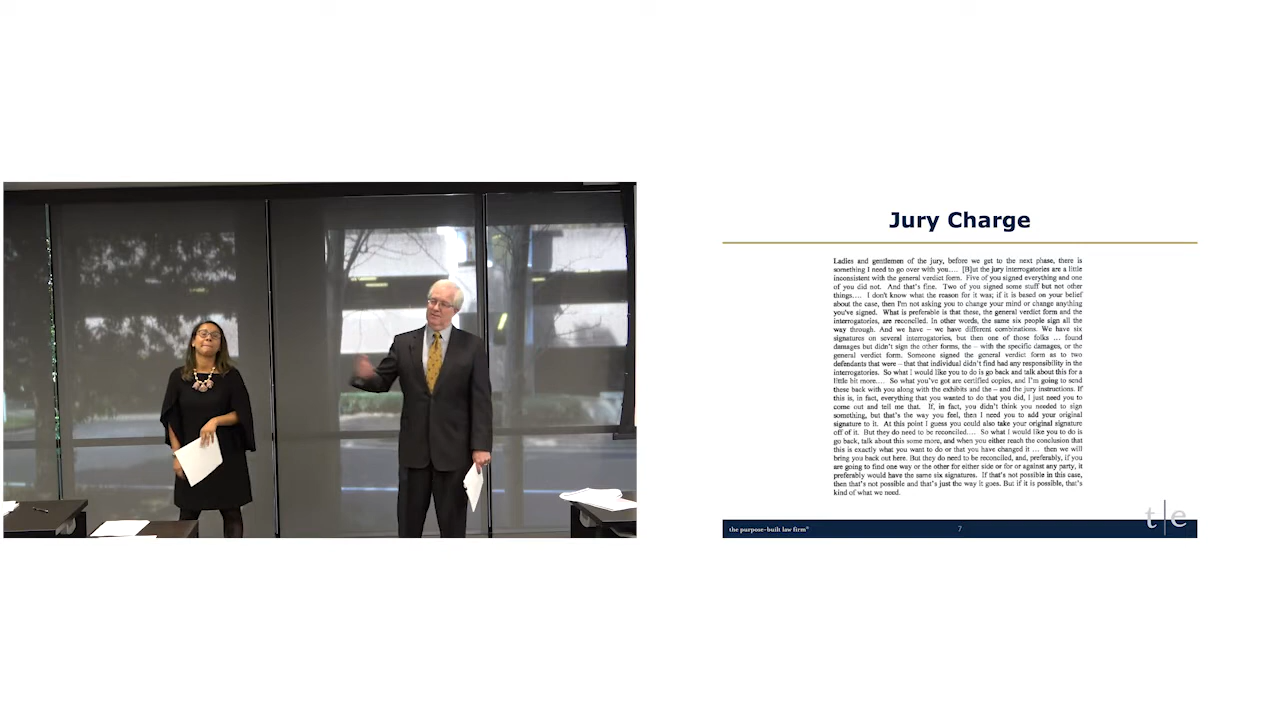 Jury Charge
Ladies and gentlemen of the jury, before we get to the next phase, there is
something I need to go over with you.... [B]ut the jury interrogatories are a little
inconsistent with the general verdict form. Five of you signed everything and one
of you did not. And that's fine. Two of you signed some stuff but not other
things.... I don't know what the reason for it was; if it is based on your belief
about the case, then I'm not asking you to change your mind or change anything
you've signed. What is preferable is that these, the general verdict form and the
interrogatories, are reconciled. In other words, the same six people sign all the
way through. And we have – we have different combinations. We have six
signatures on several interrogatories, but then one of those folks ... found
damages but didn't sign the other forms, the – with the specific damages, or the
general verdict form. Someone signed the general verdict form as to two
defendants that were – that that individual didn't find had any responsibility in the
interrogatories. So what I would like you to do is go back and talk about this for a
little bit more.... So what you've got are certified copies, and I'm going to send
these back with you along with the exhibits and the – and the jury instructions. If
this is, in fact, everything that you wanted to do that you did, I just need you to
come out and tell me that. If, in fact, you didn't think you needed to sign
something, but that's the way you feel, then I need you to add your original
signature to it. At this point I guess you could also take your original signature
off of it. But they do need to be reconciled.... So what I would like you to do is
go back, talk about this some more, and when you either reach the conclusion that
this is exactly what you want to do or that you have changed it ... then we will
bring you back out here. But they do need to be reconciled, and, preferably, if you
are going to find one way or the other for either side or for or against any party, it
preferably would have the same six signatures. If that's not possible in this case,
then that's not possible and that's just the way it goes. But if it is possible, that's
kind of what we need.
the purpose-built law firm®
7
t|e